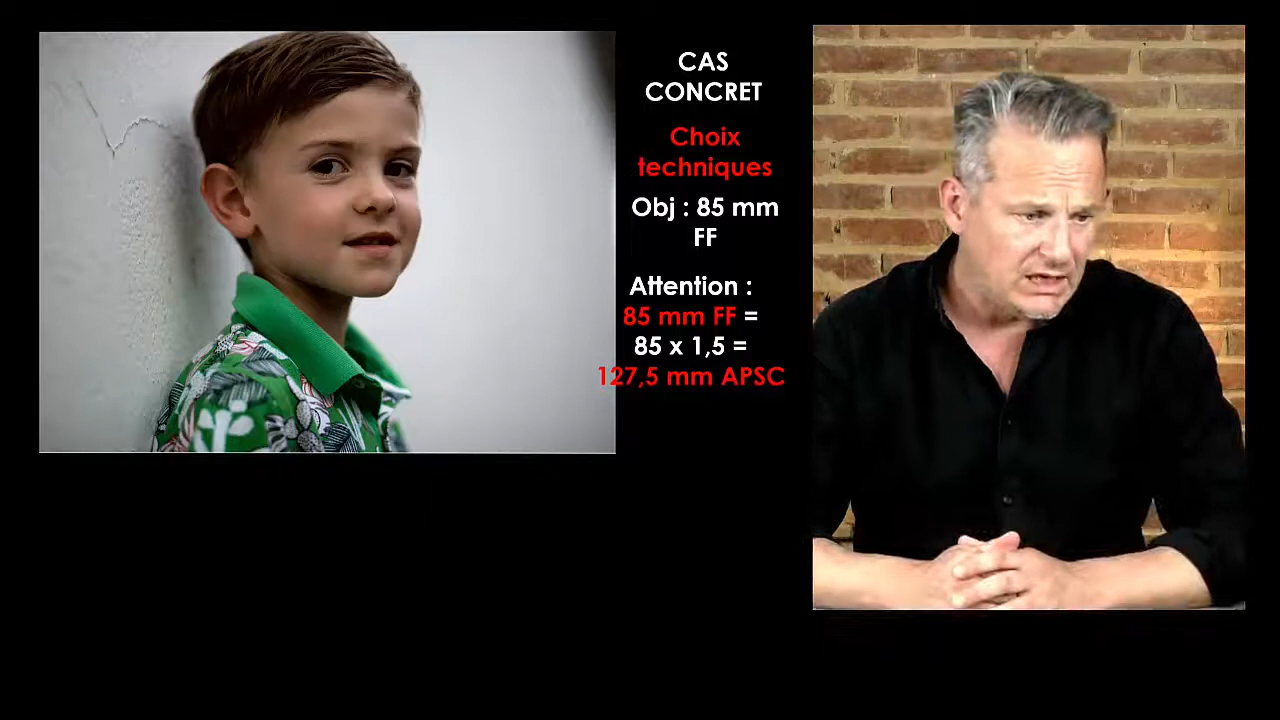 CAS
CONCRET
Choix
techniques
Obj : 85 mm
FF
Attention :
85 mm FF =
85 x 1,5 =
127,5 mm APSC